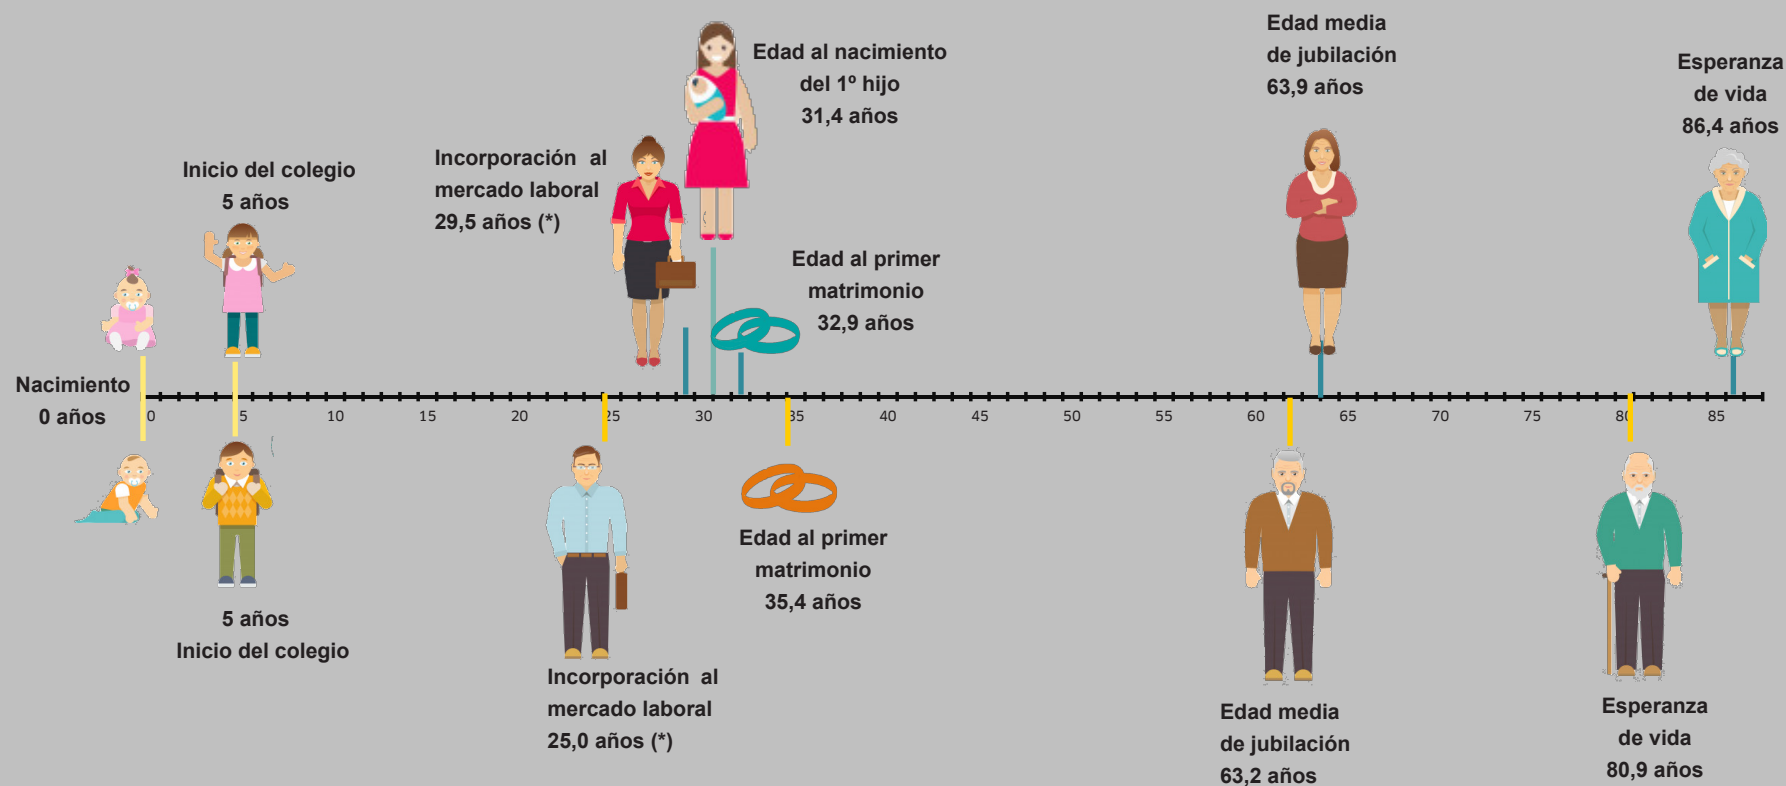 Edad al nacimiento
del 1º hijo
31,4 años
Edad media
de jubilación
63,9 años
Esperanza
de vida
86,4 años
Incorporación al
mercado laboral
29,5 años (*)
Inicio del colegio
5 años
Edad al primer
matrimonio
32,9 años
Nacimiento
0 años
0 5 10 15 20 25 30 35 40 45 50 55 60 65 70 75 80 85
5 años
Inicio del colegio
Incorporación al
mercado laboral
25,0 años (*)
Edad al primer
matrimonio
35,4 años
Edad media
de jubilación
63,2 años
Esperanza
de vida
80,9 años